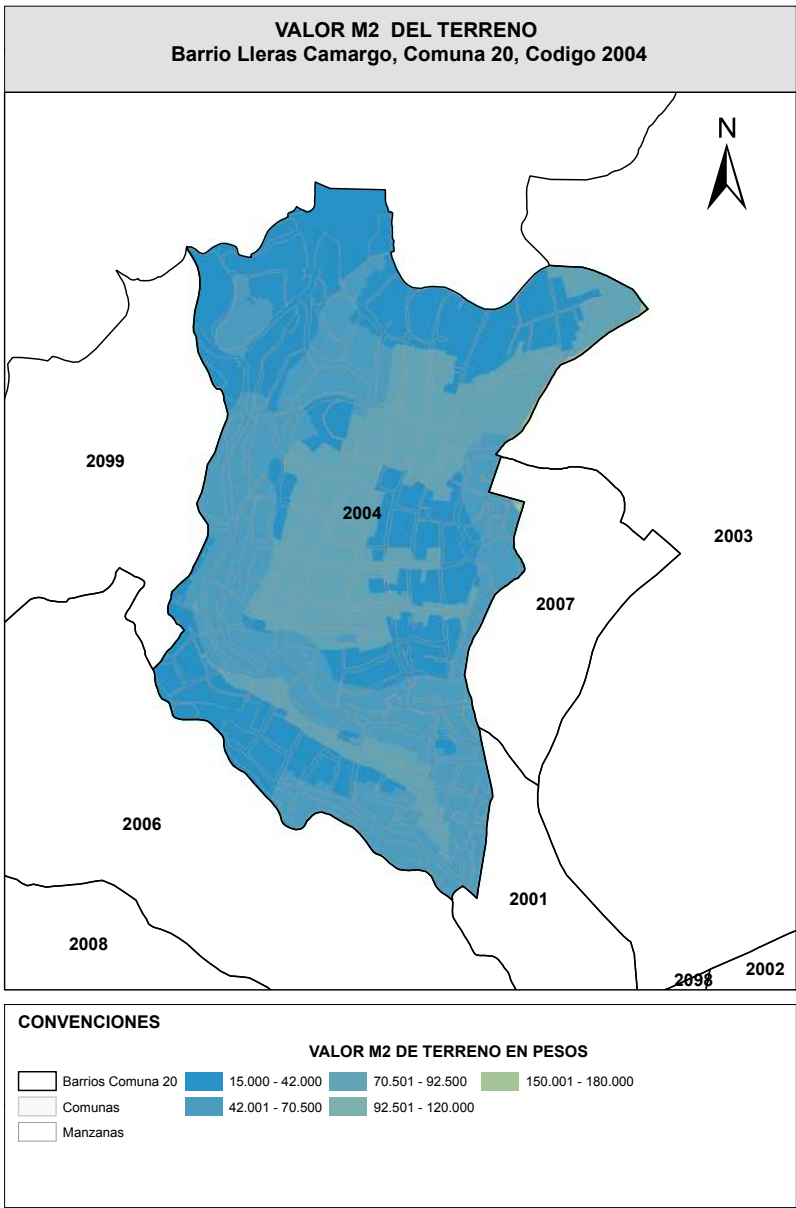 VALOR M2 DEL TERRENO
Barrio Lleras Camargo, Comuna 20, Codigo 2004
N
2099
2004
2003
2007
2006
2001
2008
2098
2002
CONVENCIONES
VALOR M2 DE TERRENO EN PESOS
Barrios Comuna 20 15.000 - 42.000 70.501 - 92.500 150.001 - 180.000
Comunas 42.001 - 70.500 92.501 - 120.000
Manzanas